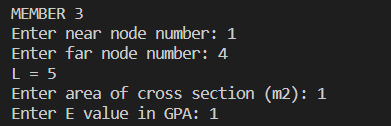 MEMBER 3
Enter near node number: 1
Enter far node number: 4
L = 5
Enter area of cross section (m2): 1
Enter E value in GPA: 1